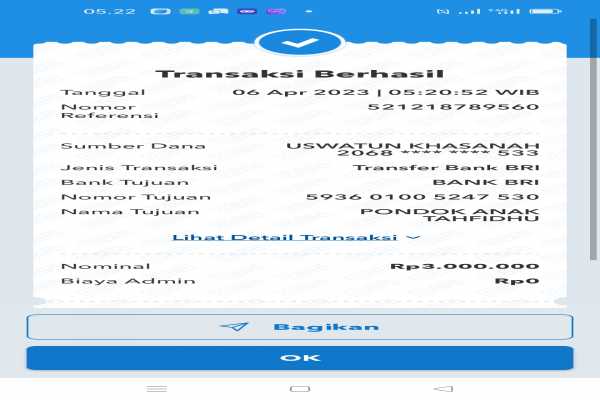 05.22
Transaksi Berhasil
Tanggal 06 Apr 2023 | 05:20:52 WIB
Nomor Referensi 521218789560
Sumber Dana USWATUN KHASANAH
2068 **** **** 533
Jenis Transaksi Transfer Bank BRI
Bank Tujuan BANK BRI
Nomor Tujuan 5936 0100 5247 530
Nama Tujuan PONDOK ANAK
TAHFIDHU
Lihat Detail Transaksi
Nominal Rp3.000.000
Biaya Admin Rp0
Bagikan
OK